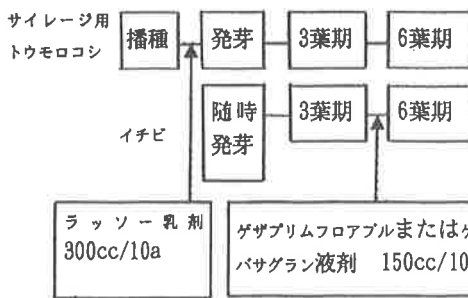 サイレージ用
トウモロコシ
播種
発芽
3葉期
6葉期
イチビ
随時
発芽
3葉期
6葉期
ラッソー乳剤
300cc/10a
ゲザプリムフロアブルまたはゲ
バサグラン液剤 150cc/10